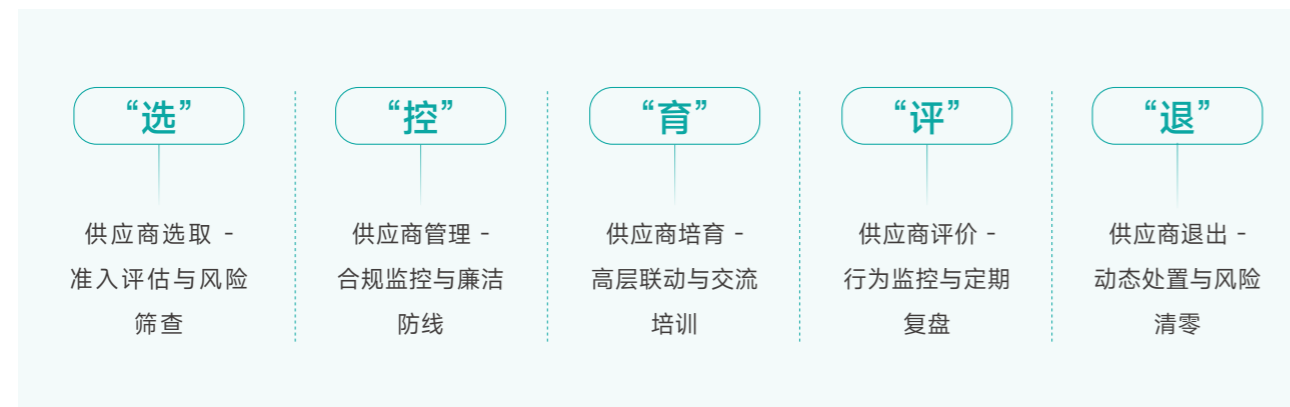 “选”
供应商选取 -
准入评估与风险
筛查
“控”
供应商管理 -
合规监控与廉洁
防线
“育”
供应商培育 -
高层联动与交流
培训
“评”
供应商评价 -
行为监控与定期
复盘
“退”
供应商退出 -
动态处置与风险
清零